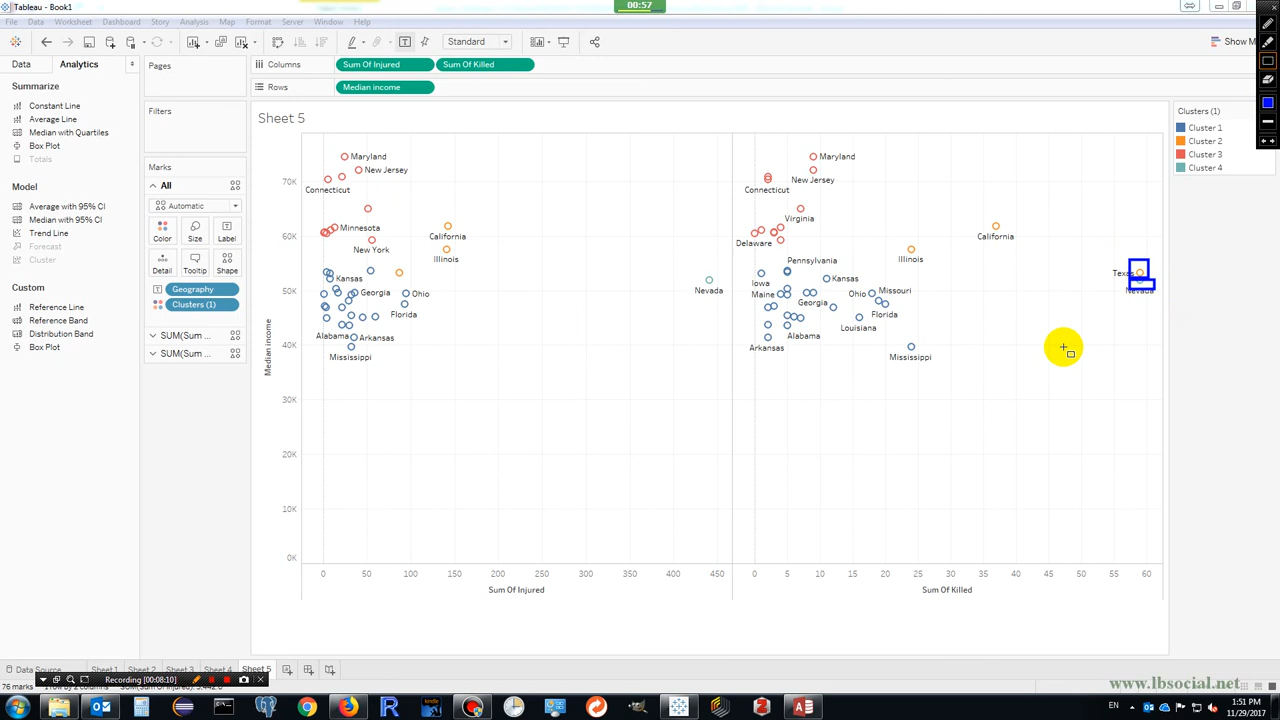 Tableau - Book1
00:57
File Data Worksheet Dashboard Story Analysis Map Format Server Window Help
Standard
Show M
Data Analytics
Pages
Columns Sum Of Injured Sum Of Killed
Rows Median income
Summarize
Constant Line
Average Line
Median with Quartiles
Box Plot
Totals
Model
Average with 95% CI
Median with 95% CI
Trend Line
Forecast
Cluster
Custom
Reference Line
Reference Band
Distribution Band
Box Plot
Filters
Marks
All
Automatic
Color Size Label
Detail Tooltip Shape
Geography
Clusters (1)
SUM(Sum ...
SUM(Sum ...
Sheet 5
Median income
70K
60K
50K
40K
30K
20K
10K
0K
Maryland
New Jersey
Connecticut
Minnesota
New York
California
Illinois
Kansas
Georgia
Ohio
Florida
Alabama
Arkansas
Mississippi
Nevada
0 50 100 150 200 250 300 350 400 450
Sum Of Injured
Maryland
New Jersey
Connecticut
Virginia
Delaware
California
Illinois
Pennsylvania
Iowa
Kansas
Maine
Georgia
Ohio
Missouri
Florida
Louisiana
Alabama
Arkansas
Mississippi
Texas
Nevada
0 5 10 15 20 25 30 35 40 45 50 55 60
Sum Of Killed
Clusters (1)
Cluster 1
Cluster 2
Cluster 3
Cluster 4
Data Source Sheet 1 Sheet 2 Sheet 3 Sheet 4 Sheet 5
Recording [00:08:10]
76 marks
www.lbsocial.net
EN
1:51 PM
11/29/2017